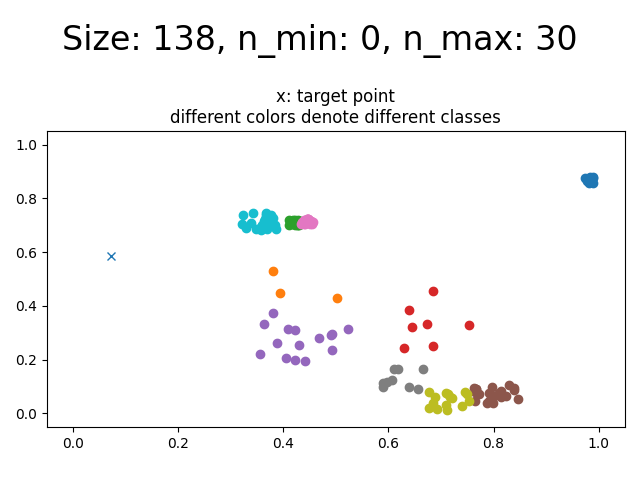 Size: 138, n_min: 0, n_max: 30
x: target point
different colors denote different classes
1.0
0.8
0.6
0.4
0.2
0.0
0.0 0.2 0.4 0.6 0.8 1.0